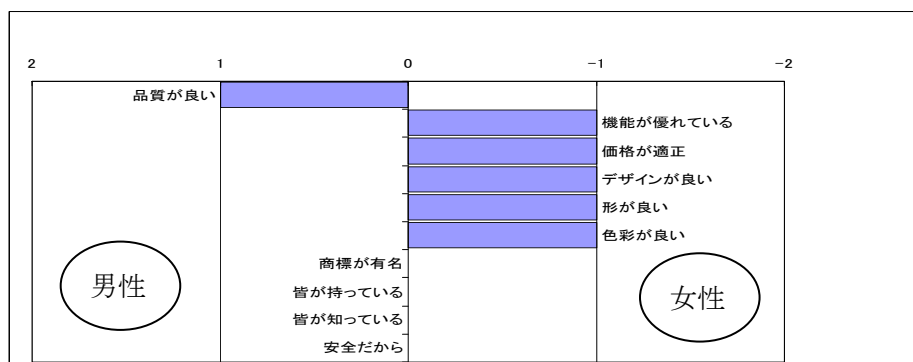 2 1 0 -1 -2
品質が良い
機能が優れている
価格が適正
デザインが良い
形が良い
色彩が良い
商標が有名
皆が持っている
皆が知っている
安全だから
男性
女性